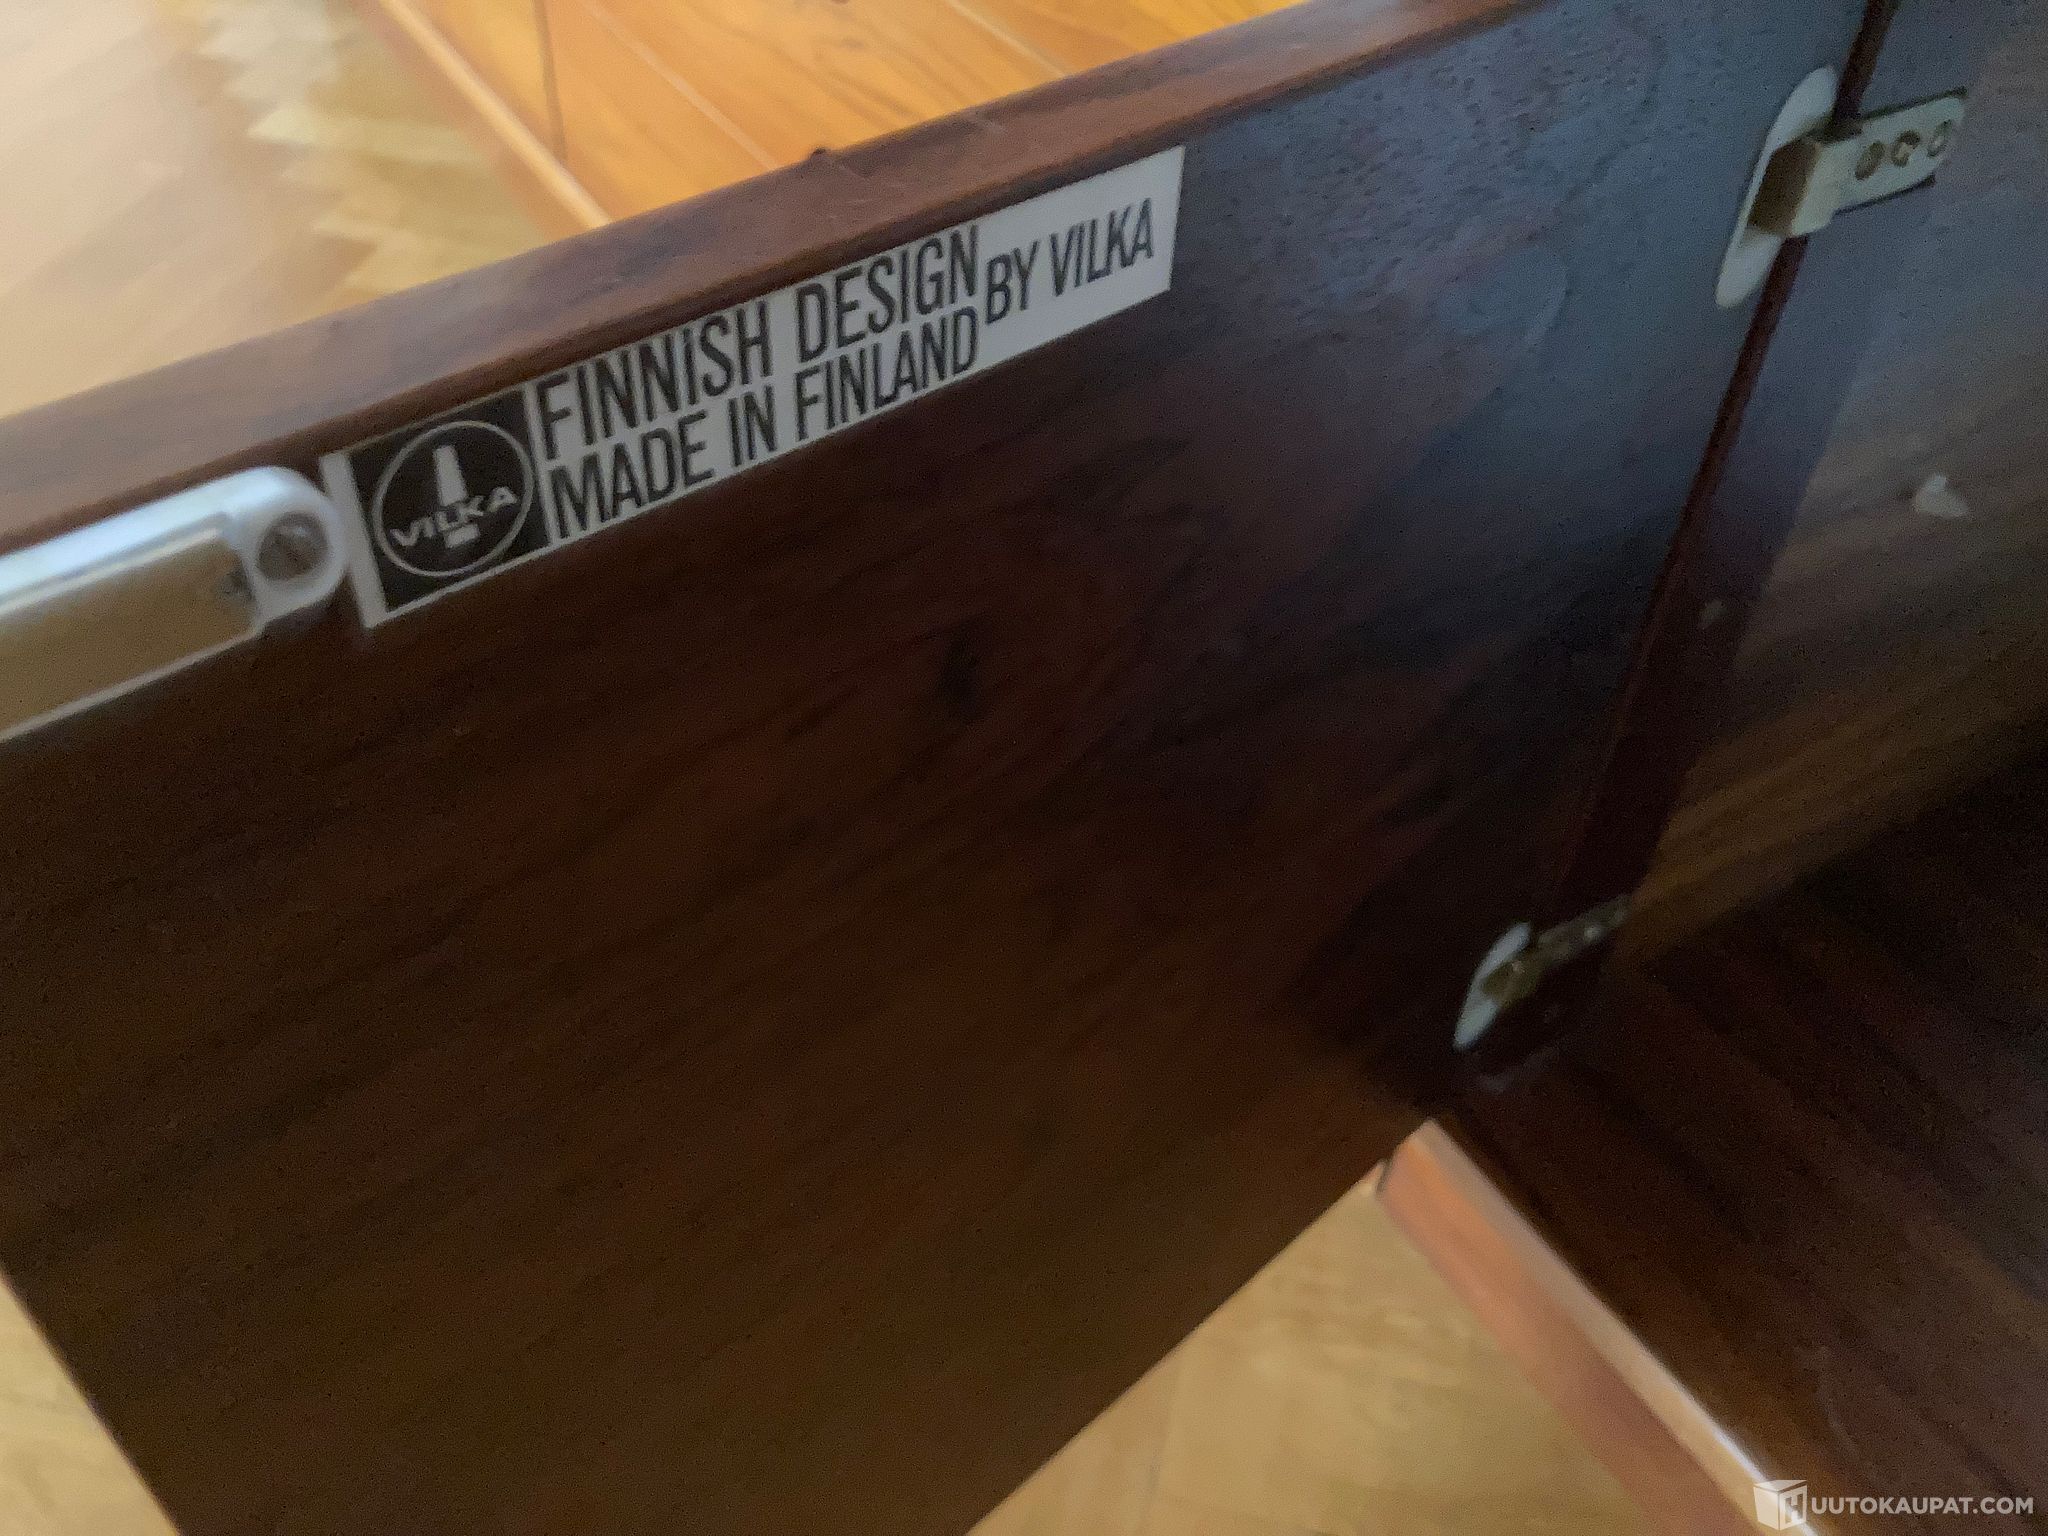 VILKA
FINNISH DESIGN
MADE IN FINLAND
BY VILKA
HUUTOKAUPAT.COM